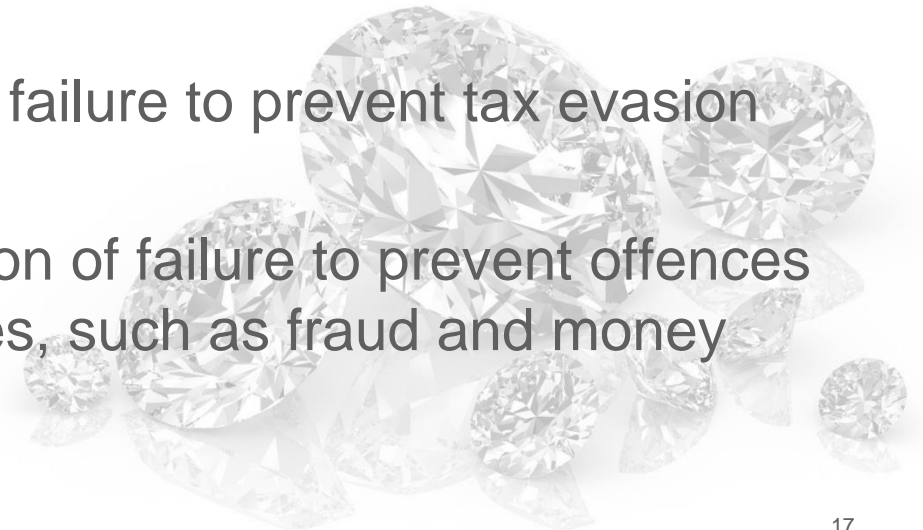 failure to prevent tax evasion
on of failure to prevent offences
es, such as fraud and money
17